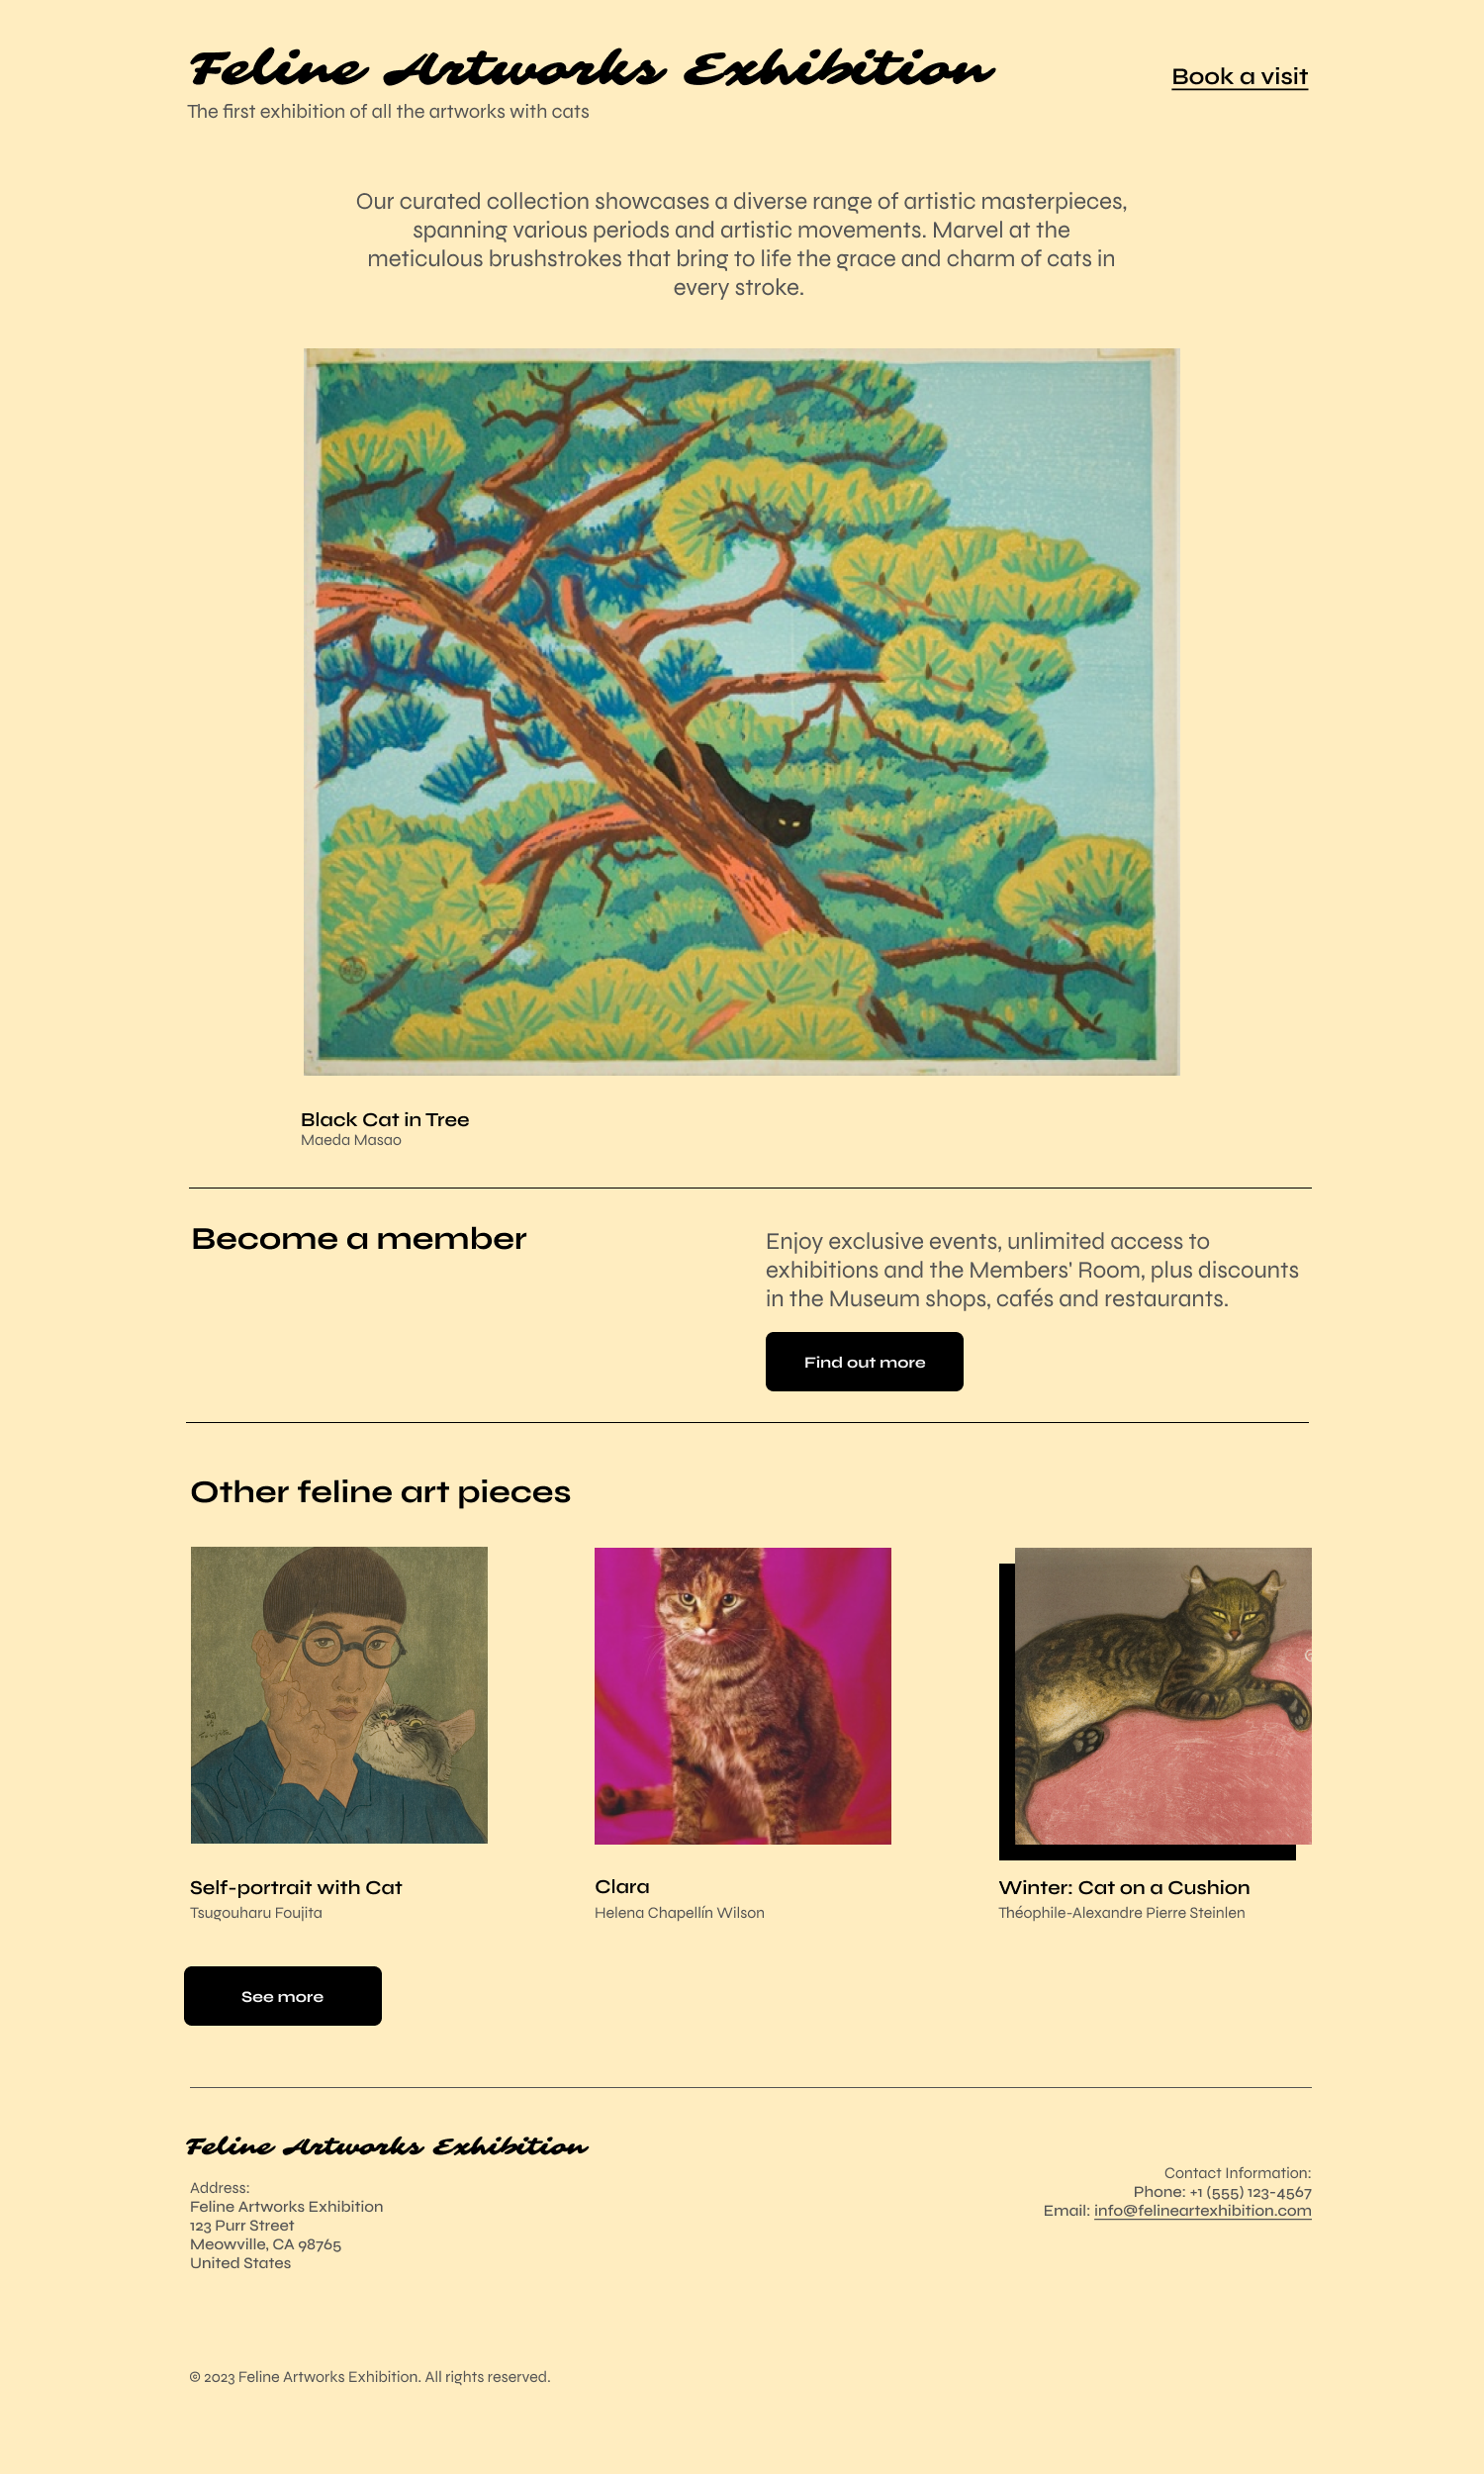 Feline Artworks Exhibition
Book a visit
The first exhibition of all the artworks with cats
Our curated collection showcases a diverse range of artistic masterpieces,
spanning various periods and artistic movements. Marvel at the
meticulous brushstrokes that bring to life the grace and charm of cats in
every stroke.
Black Cat in Tree
Maeda Masao
Become a member
Enjoy exclusive events, unlimited access to
exhibitions and the Members' Room, plus discounts
in the Museum shops, cafés and restaurants.
Find out more
Other feline art pieces
Self-portrait with Cat
Tsugouharu Foujita
Clara
Helena Chapellín Wilson
Winter: Cat on a Cushion
Théophile-Alexandre Pierre Steinlen
See more
Feline Artworks Exhibition
Address:
Feline Artworks Exhibition
123 Purr Street
Meowville, CA 98765
United States
Contact Information:
Phone: +1 (555) 123-4567
Email: info@felineartexhibition.com
© 2023 Feline Artworks Exhibition. All rights reserved.